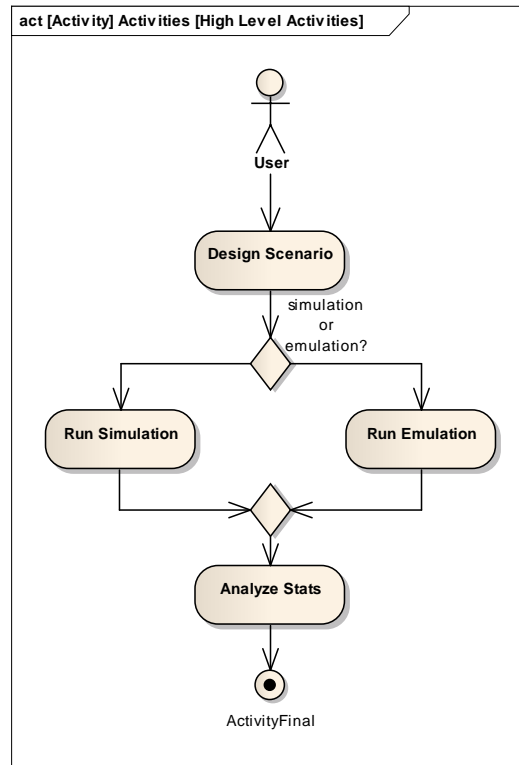 act [Activity] Activities [High Level Activities]
User
Design Scenario
simulation
or
emulation?
Run Simulation
Run Emulation
Analyze Stats
ActivityFinal